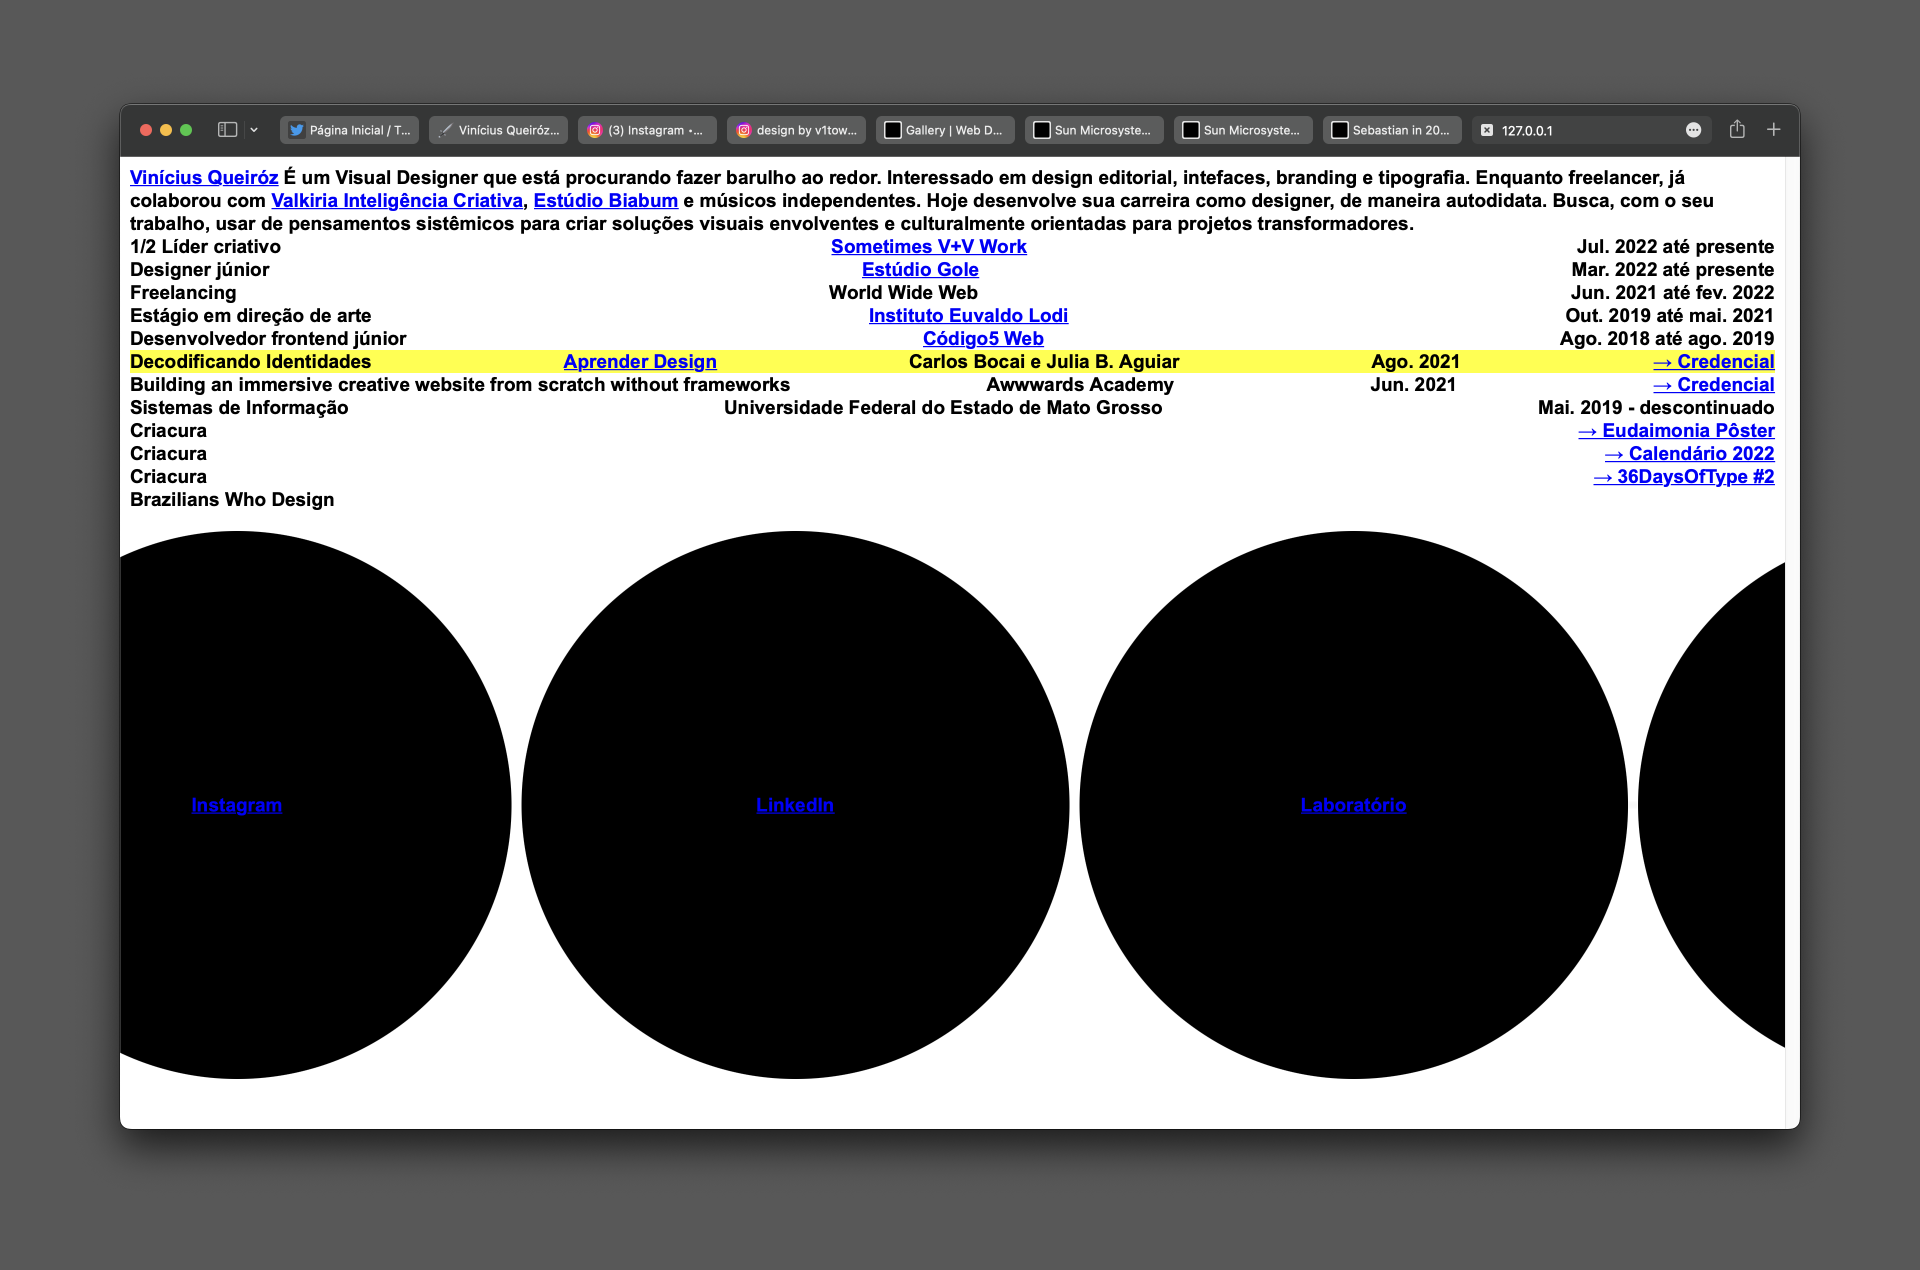 Página Inicial / T... Vinícius Queiróz... (3) Instagram •... design by v1tow... Gallery | Web D... Sun Microsyste... Sun Microsyste... Sebastian in 20... 127.0.0.1
Vinícius Queiróz É um Visual Designer que está procurando fazer barulho ao redor. Interessado em design editorial, intefaces, branding e tipografia. Enquanto freelancer, já
colaborou com Valkiria Inteligência Criativa, Estúdio Biabum e músicos independentes. Hoje desenvolve sua carreira como designer, de maneira autodidata. Busca, com o seu
trabalho, usar de pensamentos sistêmicos para criar soluções visuais envolventes e culturalmente orientadas para projetos transformadores.
1/2 Líder criativo Sometimes V+V Work Jul. 2022 até presente
Designer júnior Estúdio Gole Mar. 2022 até presente
Freelancing World Wide Web Jun. 2021 até fev. 2022
Estágio em direção de arte Instituto Euvaldo Lodi Out. 2019 até mai. 2021
Desenvolvedor frontend júnior Código5 Web Ago. 2018 até ago. 2019
Decodificando Identidades Aprender Design Carlos Bocai e Julia B. Aguiar Ago. 2021 → Credencial
Building an immersive creative website from scratch without frameworks Awwwards Academy Jun. 2021 → Credencial
Sistemas de Informação Universidade Federal do Estado de Mato Grosso Mai. 2019 - descontinuado
Criacura → Eudaimonia Pôster
Criacura → Calendário 2022
Criacura → 36DaysOfType #2
Brazilians Who Design
Instagram LinkedIn Laboratório